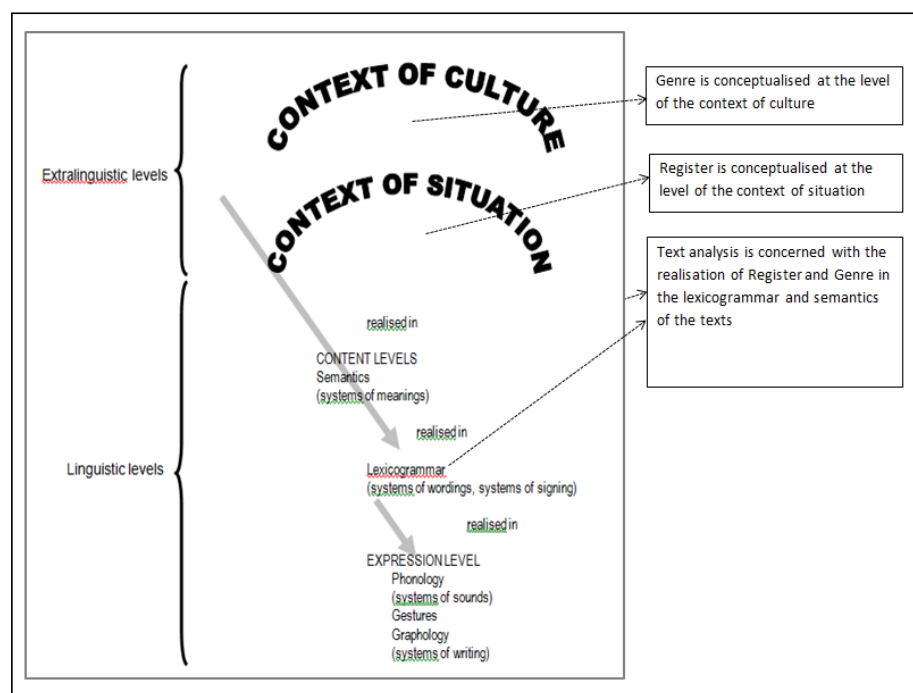 CONTEXT OF CULTURE
Genre is conceptualised at the level
of the context of culture
Extralinguistic levels
CONTEXT OF SITUATION
Register is conceptualised at the
level of the context of situation
Text analysis is concerned with the
realisation of Register and Genre in
the lexicogrammar and semantics
of the texts
realised in
CONTENT LEVELS
Semantics
(systems of meanings)
realised in
Linguistic levels
Lexicogrammar
(systems of wordings, systems of signing)
realised in
EXPRESSION LEVEL
Phonology
(systems of sounds)
Gestures
Graphology
(systems of writing)